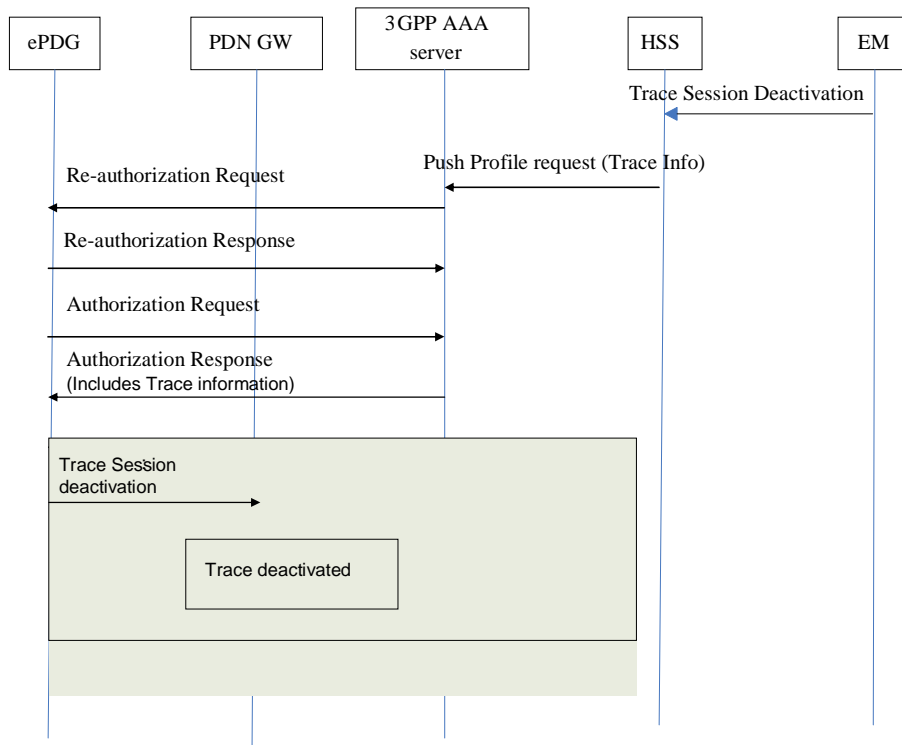 ePDG
PDN GW
3GPP AAA
server
HSS
EM
Trace Session Deactivation
Push Profile request (Trace Info)
Re-authorization Request
Re-authorization Response
Authorization Request
Authorization Response
(Includes Trace information)
Trace Session
deactivation
Trace deactivated